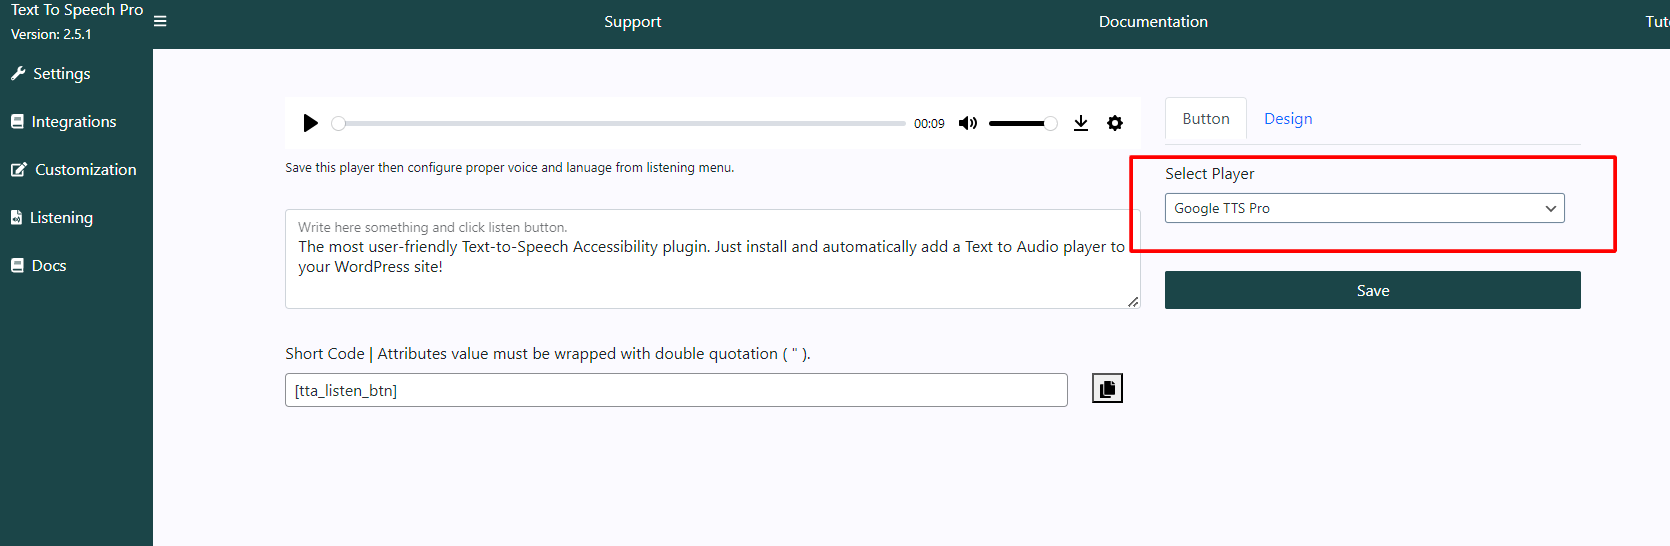 Text To Speech Pro
Version: 2.5.1
Support
Documentation
Settings
Integrations
Customization
Listening
Docs
00:09
Save this player then configure proper voice and lanuage from listening menu.
Write here something and click listen button.
The most user-friendly Text-to-Speech Accessibility plugin. Just install and automatically add a Text to Audio player to
your WordPress site!
Short Code | Attributes value must be wrapped with double quotation ( " ).
[tta_listen_btn]
Button
Design
Select Player
Google TTS Pro
Save